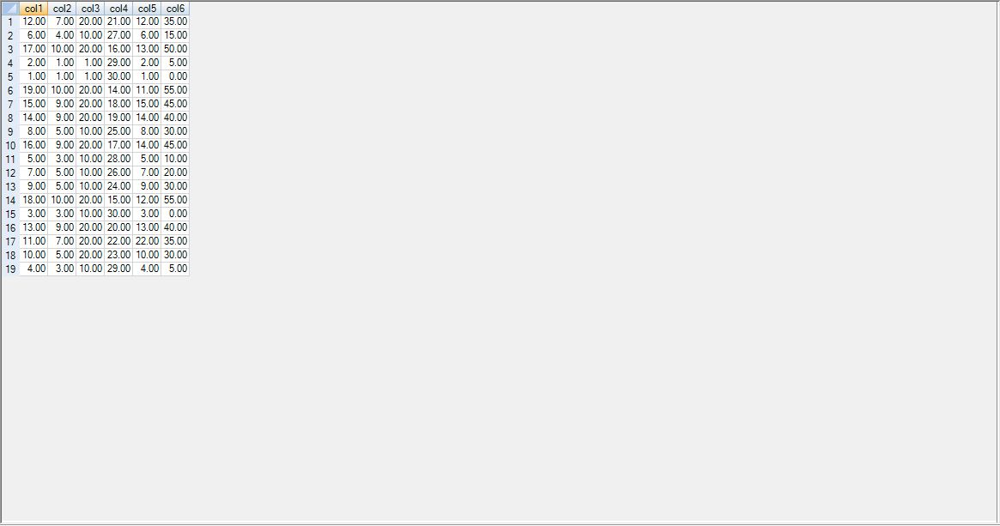 col1 col2 col3 col4 col5 col6
1 12.00 7.00 20.00 21.00 12.00 35.00
2 6.00 4.00 10.00 27.00 6.00 15.00
3 17.00 10.00 20.00 16.00 13.00 50.00
4 2.00 1.00 1.00 29.00 2.00 5.00
5 1.00 1.00 1.00 30.00 1.00 0.00
6 19.00 10.00 20.00 14.00 11.00 55.00
7 15.00 9.00 20.00 18.00 15.00 45.00
8 14.00 9.00 20.00 19.00 14.00 40.00
9 8.00 5.00 10.00 25.00 8.00 30.00
10 16.00 9.00 20.00 17.00 14.00 45.00
11 5.00 3.00 10.00 28.00 5.00 10.00
12 7.00 5.00 10.00 26.00 7.00 20.00
13 9.00 5.00 10.00 24.00 9.00 30.00
14 18.00 10.00 20.00 15.00 12.00 55.00
15 3.00 3.00 10.00 30.00 3.00 0.00
16 13.00 9.00 20.00 20.00 13.00 40.00
17 11.00 7.00 20.00 22.00 22.00 35.00
18 10.00 5.00 20.00 23.00 10.00 30.00
19 4.00 3.00 10.00 29.00 4.00 5.00